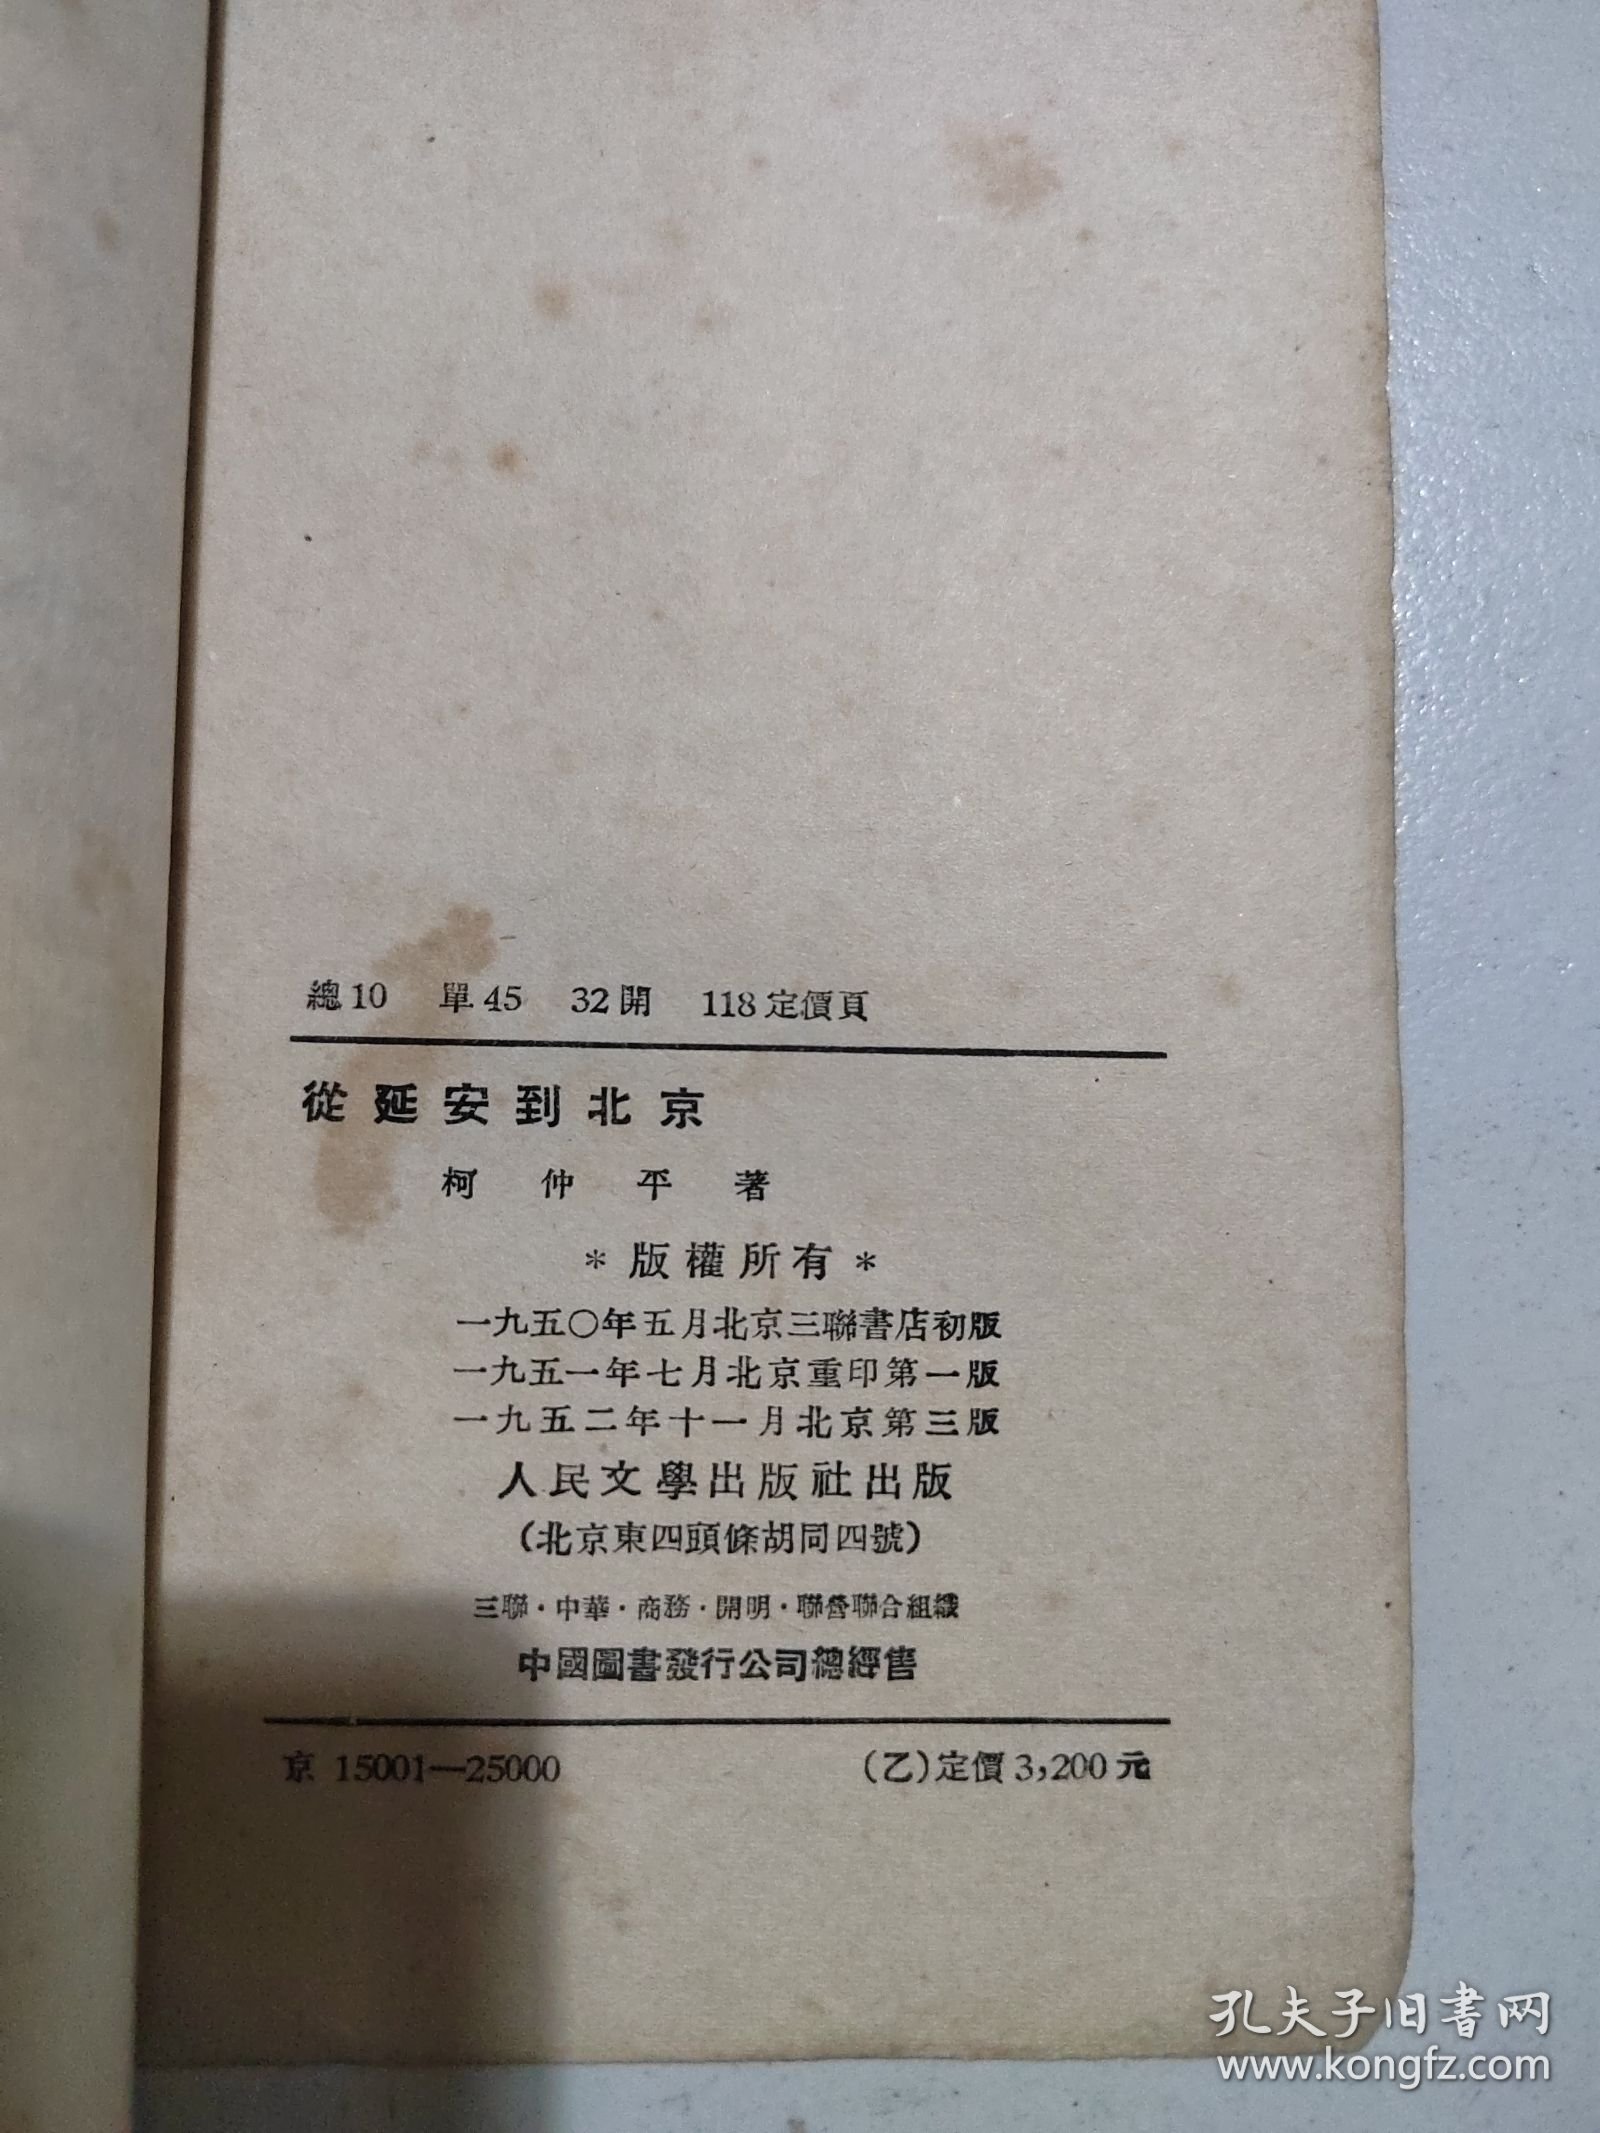 總10 單45 32開 118定價頁
從延安到北京
柯仲平著
*版權所有*
一九五〇年五月北京三聯書店初版
一九五一年七月北京重印第一版
一九五二年十一月北京第三版
人民文學出版社出版
(北京東四頭條胡同四號)
三聯·中華·商務·開明·聯營聯合組織
中國圖書發行公司總經售
京 15001—25000 (乙)定價3,200元
孔夫子旧書网
www.kongfz.com